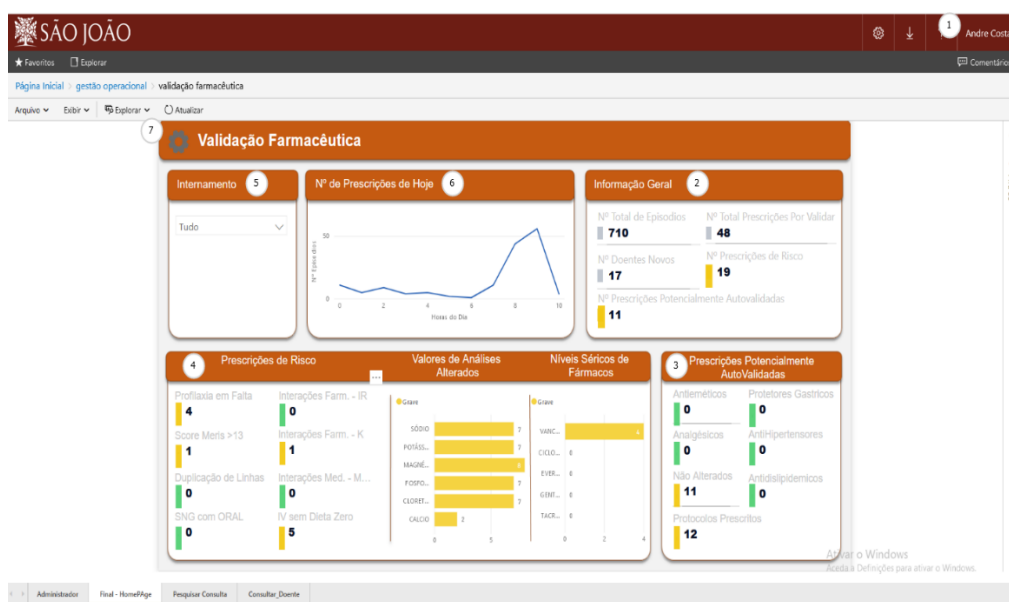 SÃO JOÃO
1
Andre Costa
Favoritos
Explorar
Comentário
Página Inicial > gestão operacional > validação farmacêutica
Arquivo Exibir Explorar Atualizar
7
Validação Farmacêutica
Internamento 5
Tudo
Nº de Prescrições de Hoje 6
50
0
Nº Episodios
0 2 4 6 8 10
Horas do Dia
Informação Geral 2
Nº Total de Episodios
710
Nº Total Prescrições Por Validar
48
Nº Doentes Novos
17
Nº Prescrições de Risco
19
Nº Prescrições Potencialmente Autovalidadas
11
4
Prescrições de Risco
...
Profilaxia em Falta
4
Interações Farm. - IR
0
Score Meris >13
1
Interações Farm. - K
1
Duplicação de Linhas
0
Interações Med. - M...
0
SNG com ORAL
0
IV sem Dieta Zero
5
Valores de Análises
Alterados
Grave
SÓDIO 7
POTÁSS... 7
MAGNÉ...
FOSFO... 7
CLORET... 7
CALCIO 2
0 5
Níveis Séricos de
Fármacos
Grave
VANC... 4
CICLO... 0
EVER... 0
GENT... 0
TACR... 0
0 2 4
3
Prescrições Potencialmente
AutoValidadas
Antieméticos
0
Protetores Gastricos
0
Analgésicos
0
AntiHipertensores
0
Não Alterados
11
Antidislipidemicos
0
Protocolos Prescritos
12
Ativar o Windows
Aceda a Definições para ativar o Windows.
Administrador Final - HomePAge Pesquisar Consulta Consultar_Doente